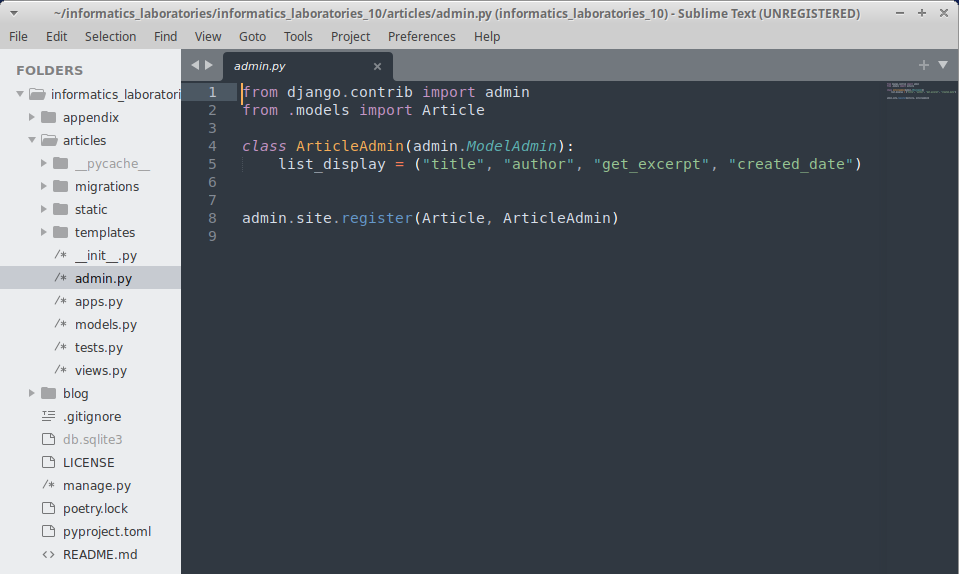 ~/informatics_laboratories/informatics_laboratories_10/articles/admin.py (informatics_laboratories_10) - Sublime Text (UNREGISTERED)
File Edit Selection Find View Goto Tools Project Preferences Help
FOLDERS
informatics_laboratori
appendix
articles
__pycache__
migrations
static
templates
/* __init__.py
/* admin.py
/* apps.py
/* models.py
/* tests.py
/* views.py
blog
.gitignore
db.sqlite3
LICENSE
/* manage.py
poetry.lock
pyproject.toml
<> README.md
admin.py ×
1 from django.contrib import admin
2 from .models import Article
3
4 class ArticleAdmin(admin.ModelAdmin):
5     list_display = ("title", "author", "get_excerpt", "created_date")
6
7
8 admin.site.register(Article, ArticleAdmin)
9